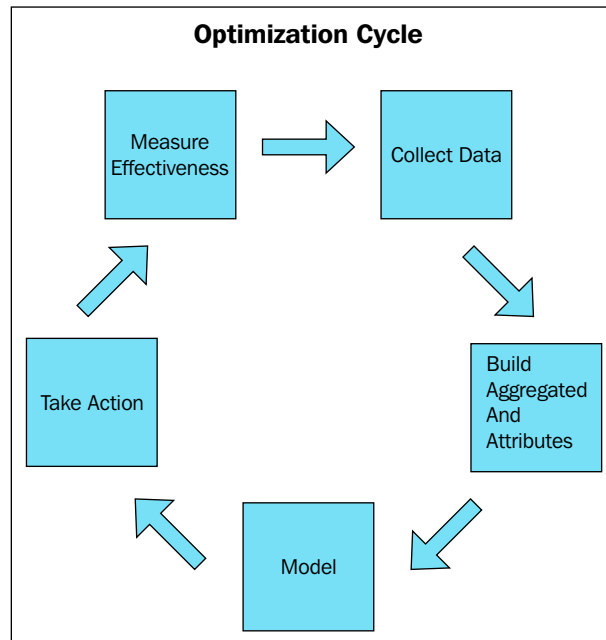 Optimization Cycle
Measure
Effectiveness
Collect Data
Take Action
Build
Aggregated
And
Attributes
Model